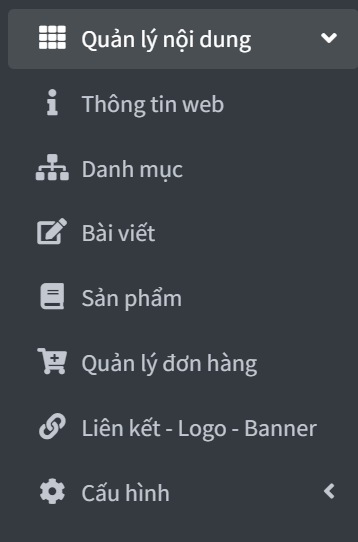 Quản lý nội dung
Thông tin web
Danh mục
Bài viết
Sản phẩm
Quản lý đơn hàng
Liên kết - Logo - Banner
Cấu hình